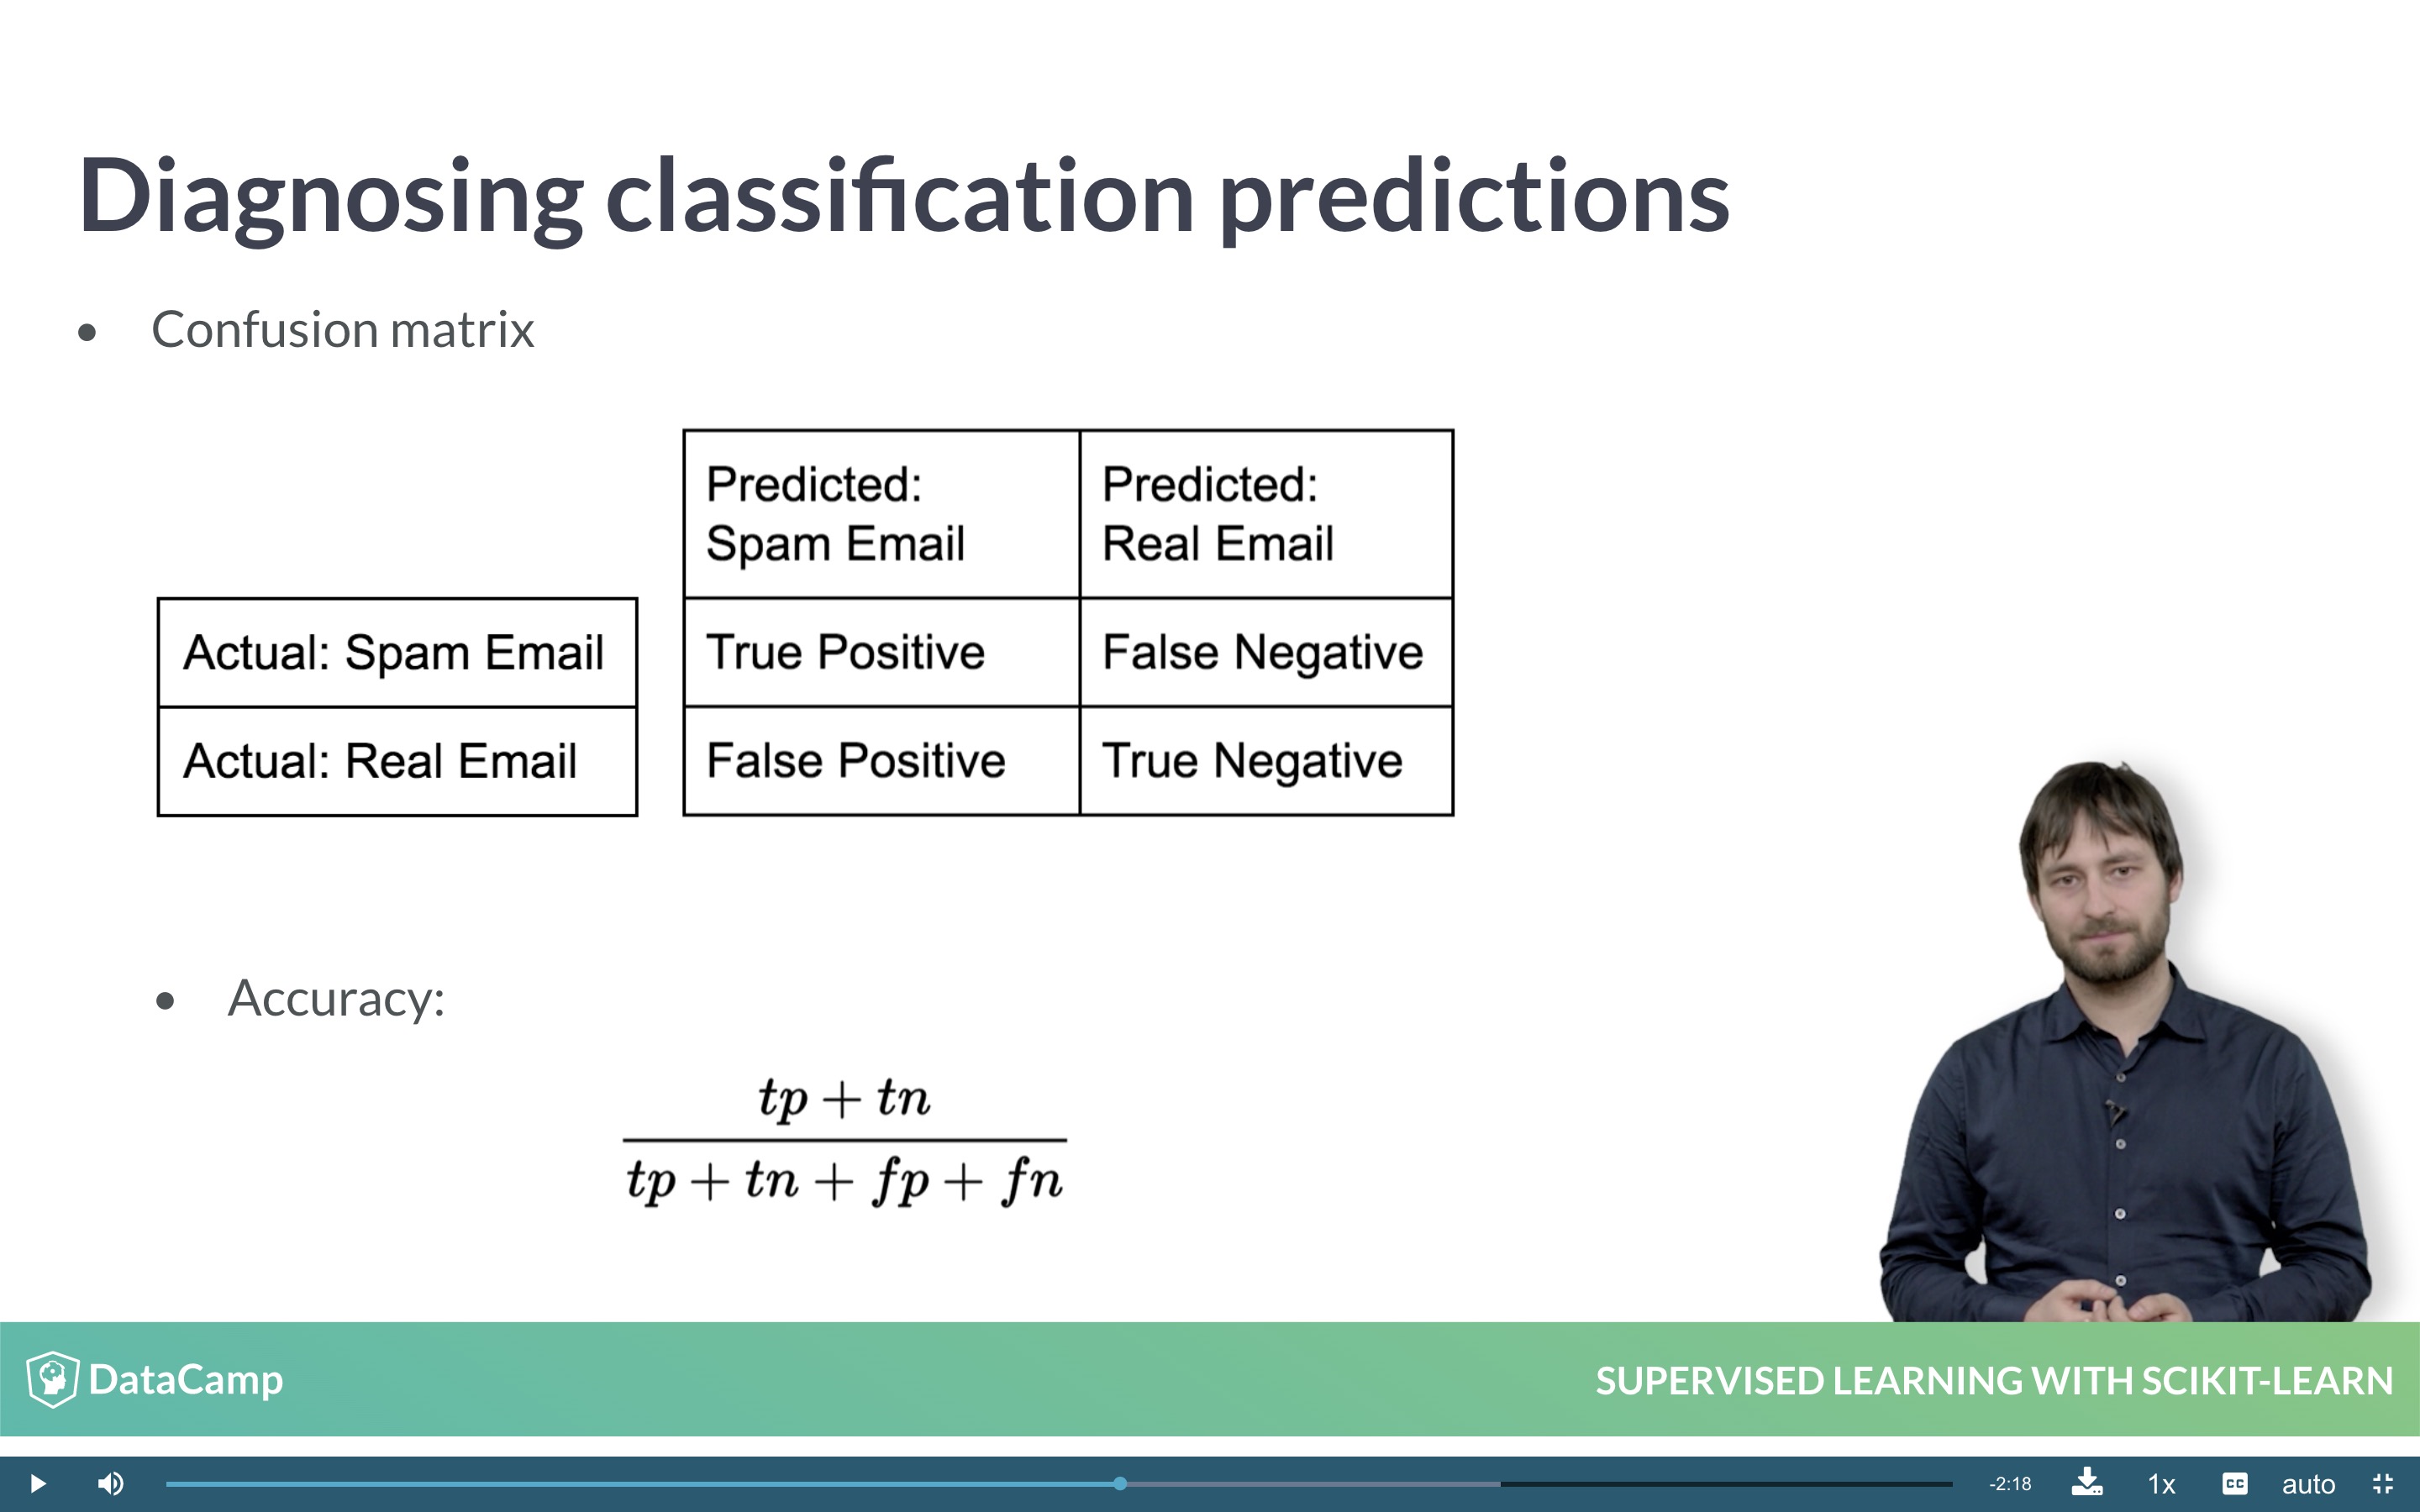 Diagnosing classification predictions
Confusion matrix
Predicted:
Spam Email
Predicted:
Real Email
Actual: Spam Email
True Positive
False Negative
Actual: Real Email
False Positive
True Negative
Accuracy:
tp + tn
tp + tn + fp + fn
DataCamp
SUPERVISED LEARNING WITH SCIKIT-LEARN
-2:18
1x
CC
auto